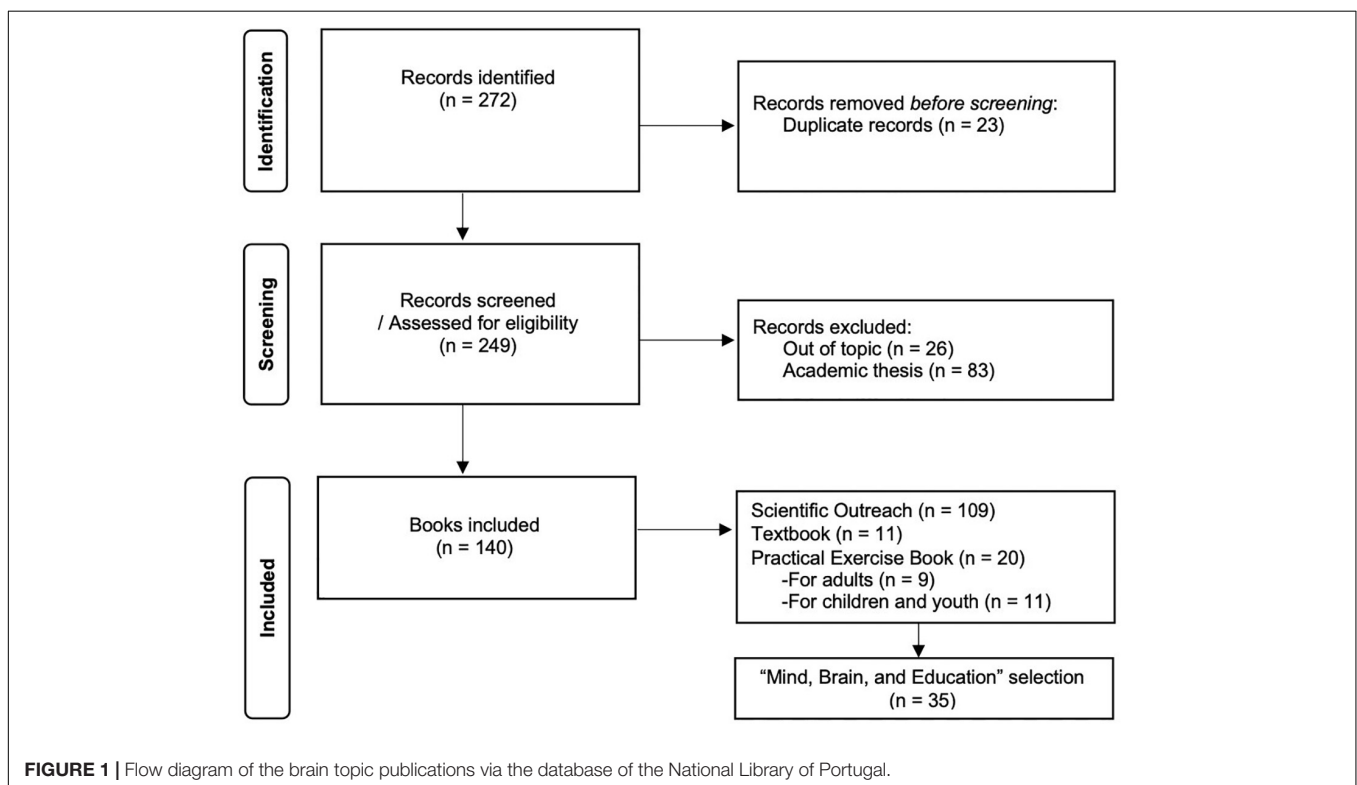 Identification
Records identified
(n = 272)
Records removed before screening:
Duplicate records (n = 23)
Screening
Records screened
/ Assessed for eligibility
(n = 249)
Records excluded:
Out of topic (n = 26)
Academic thesis (n = 83)
Included
Books included
(n = 140)
Scientific Outreach (n = 109)
Textbook (n = 11)
Practical Exercise Book (n = 20)
-For adults (n = 9)
-For children and youth (n = 11)
“Mind, Brain, and Education” selection
(n = 35)
FIGURE 1 | Flow diagram of the brain topic publications via the database of the National Library of Portugal.